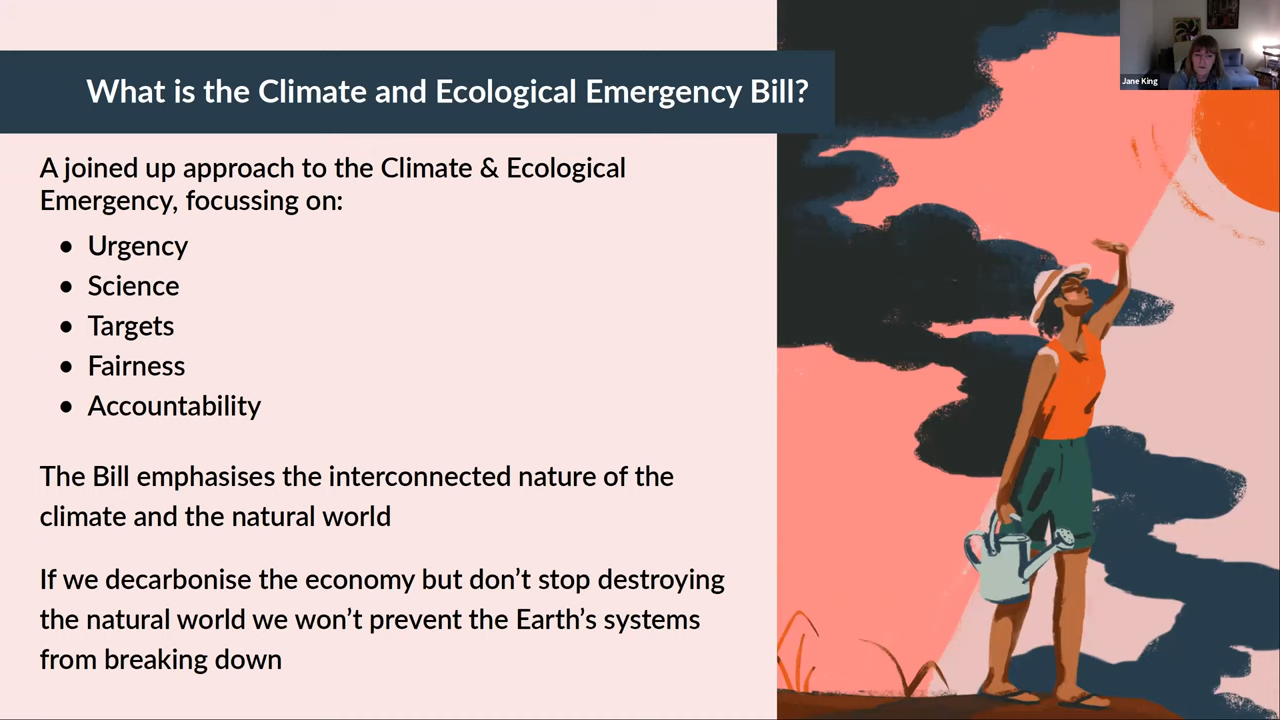 What is the Climate and Ecological Emergency Bill?
Jane King
A joined up approach to the Climate & Ecological
Emergency, focussing on:
● Urgency
● Science
● Targets
● Fairness
● Accountability
The Bill emphasises the interconnected nature of the
climate and the natural world
If we decarbonise the economy but don’t stop destroying
the natural world we won’t prevent the Earth’s systems
from breaking down